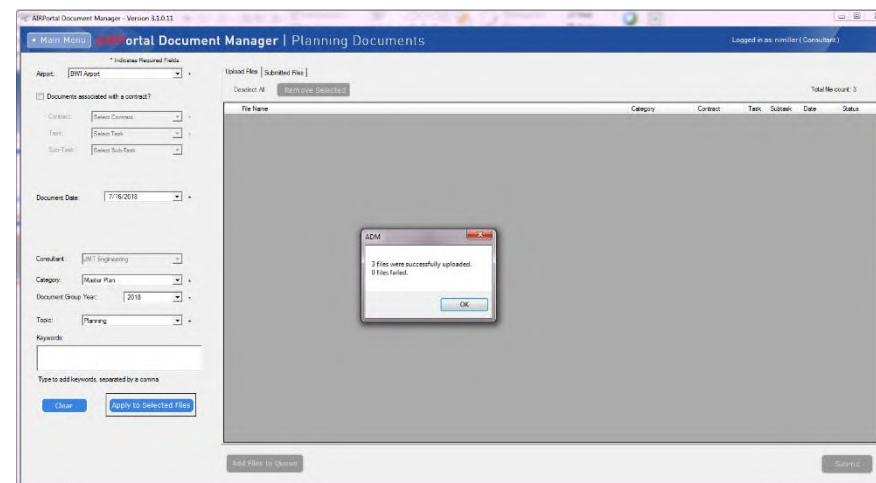 AIRPortal Document Manager - Version 3.1.0.11
Main Menu AIRPortal Document Manager | Planning Documents Logged in as: nimiller ( Consultant )
* Indicates Required Fields
Airport: BWI Airport *
Upload Files Submitted Files
Documents associated with a contract?
Deselect All Remove Selected Total file count: 3
File Name Category Contract Task Subtask Date Status
Contract: Select Contract *
Task: Select Task *
Sub-Task: Select Sub-Task
Document Date: 7/16/2018 *
ADM
3 files were successfully uploaded.
0 files failed.
OK
Consultant: JMT Engineering
Category: Master Plan *
Document Group Year: 2018 *
Topic: Planning *
Keywords:
Type to add keywords, separated by a comma
Clear Apply to Selected Files
Add Files to Queue Submit